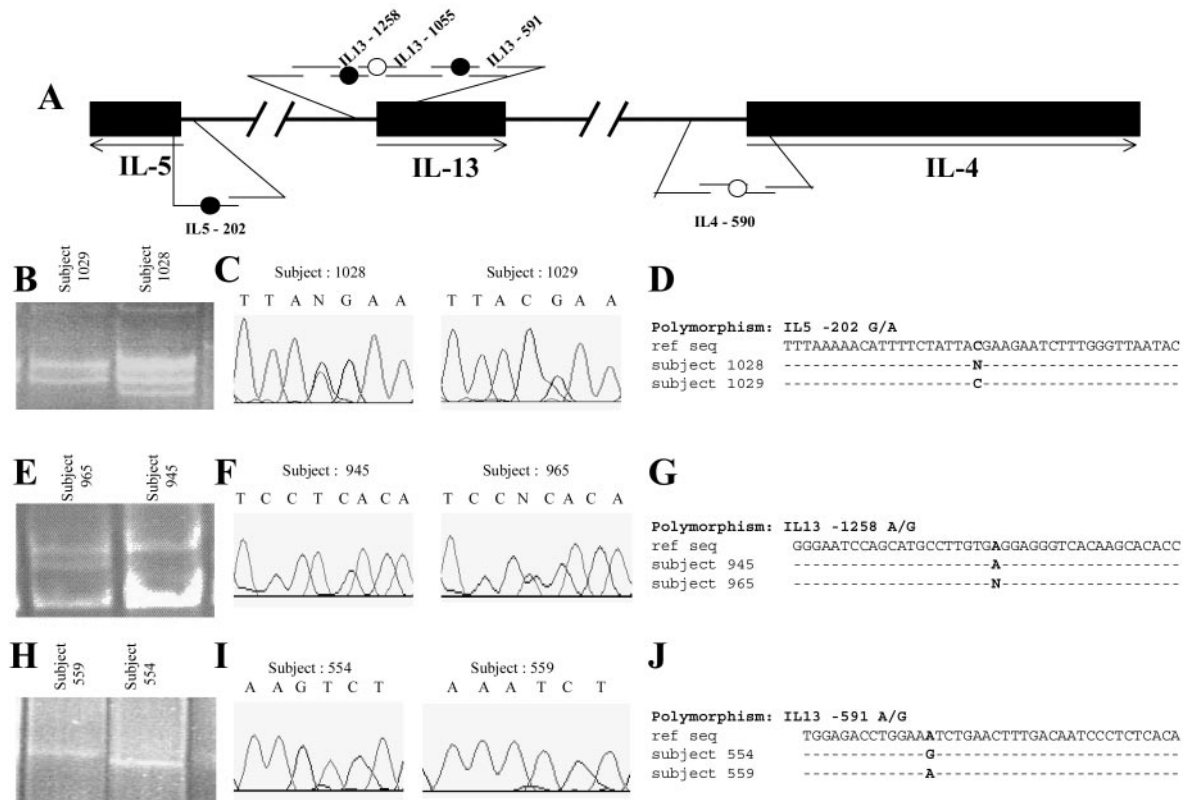 IL13 - 1258
IL13 - 1055
IL13 - 591
A
IL-5
IL-13
IL-4
IL5 - 202
IL4 - 590
B
Subject
1029
Subject
1028
C
Subject : 1028
T T A N G A A
Subject : 1029
T T A C G A A
D
Polymorphism: IL5 -202 G/A
ref seq TTTAAAAACATTTTCTATTACGAAGAATCTTTGGGTTAATAC
subject 1028 ---------------------N---------------------
subject 1029 ---------------------C---------------------
E
Subject
965
Subject
945
F
Subject : 945
T C C T C A C A
Subject : 965
T C C N C A C A
G
Polymorphism: IL13 -1258 A/G
ref seq GGGAATCCAGCATGCCTTGTGAGGAGGGTCACAAGCACACC
subject 945 ---------------------A-------------------
subject 965 ---------------------N-------------------
H
Subject
559
Subject
554
I
Subject : 554
A A G T C T
Subject : 559
A A A T C T
J
Polymorphism: IL13 -591 A/G
ref seq TGGAGACCTGGAAATCTGAACTTTGACAATCCCTCTCACA
subject 554 -------------G--------------------------
subject 559 -------------A--------------------------